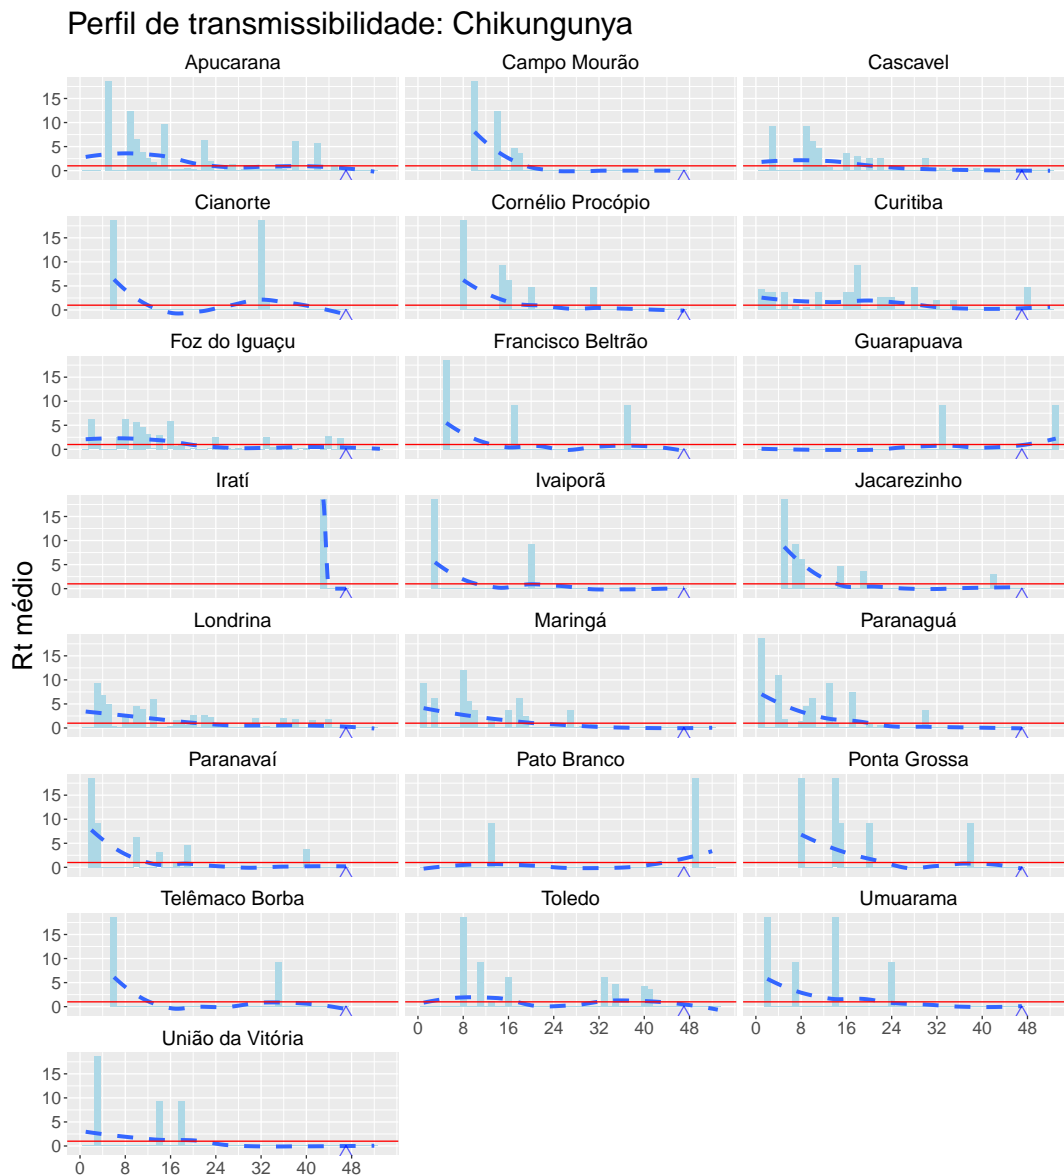 Perfil de transmissibilidade: Chikungunya
Apucarana Campo Mourão Cascavel
15
10
5
0
Cianorte Cornélio Procópio Curitiba
15
10
5
0
Foz do Iguaçu Francisco Beltrão Guarapuava
15
10
5
0
Iratí Ivaiporã Jacarezinho
15
10
5
0
Rt médio
Londrina Maringá Paranaguá
15
10
5
0
Paranavaí Pato Branco Ponta Grossa
15
10
5
0
Telêmaco Borba Toledo Umuarama
15
10
5
0
0 8 16 24 32 40 48 0 8 16 24 32 40 48
União da Vitória
15
10
5
0
0 8 16 24 32 40 48